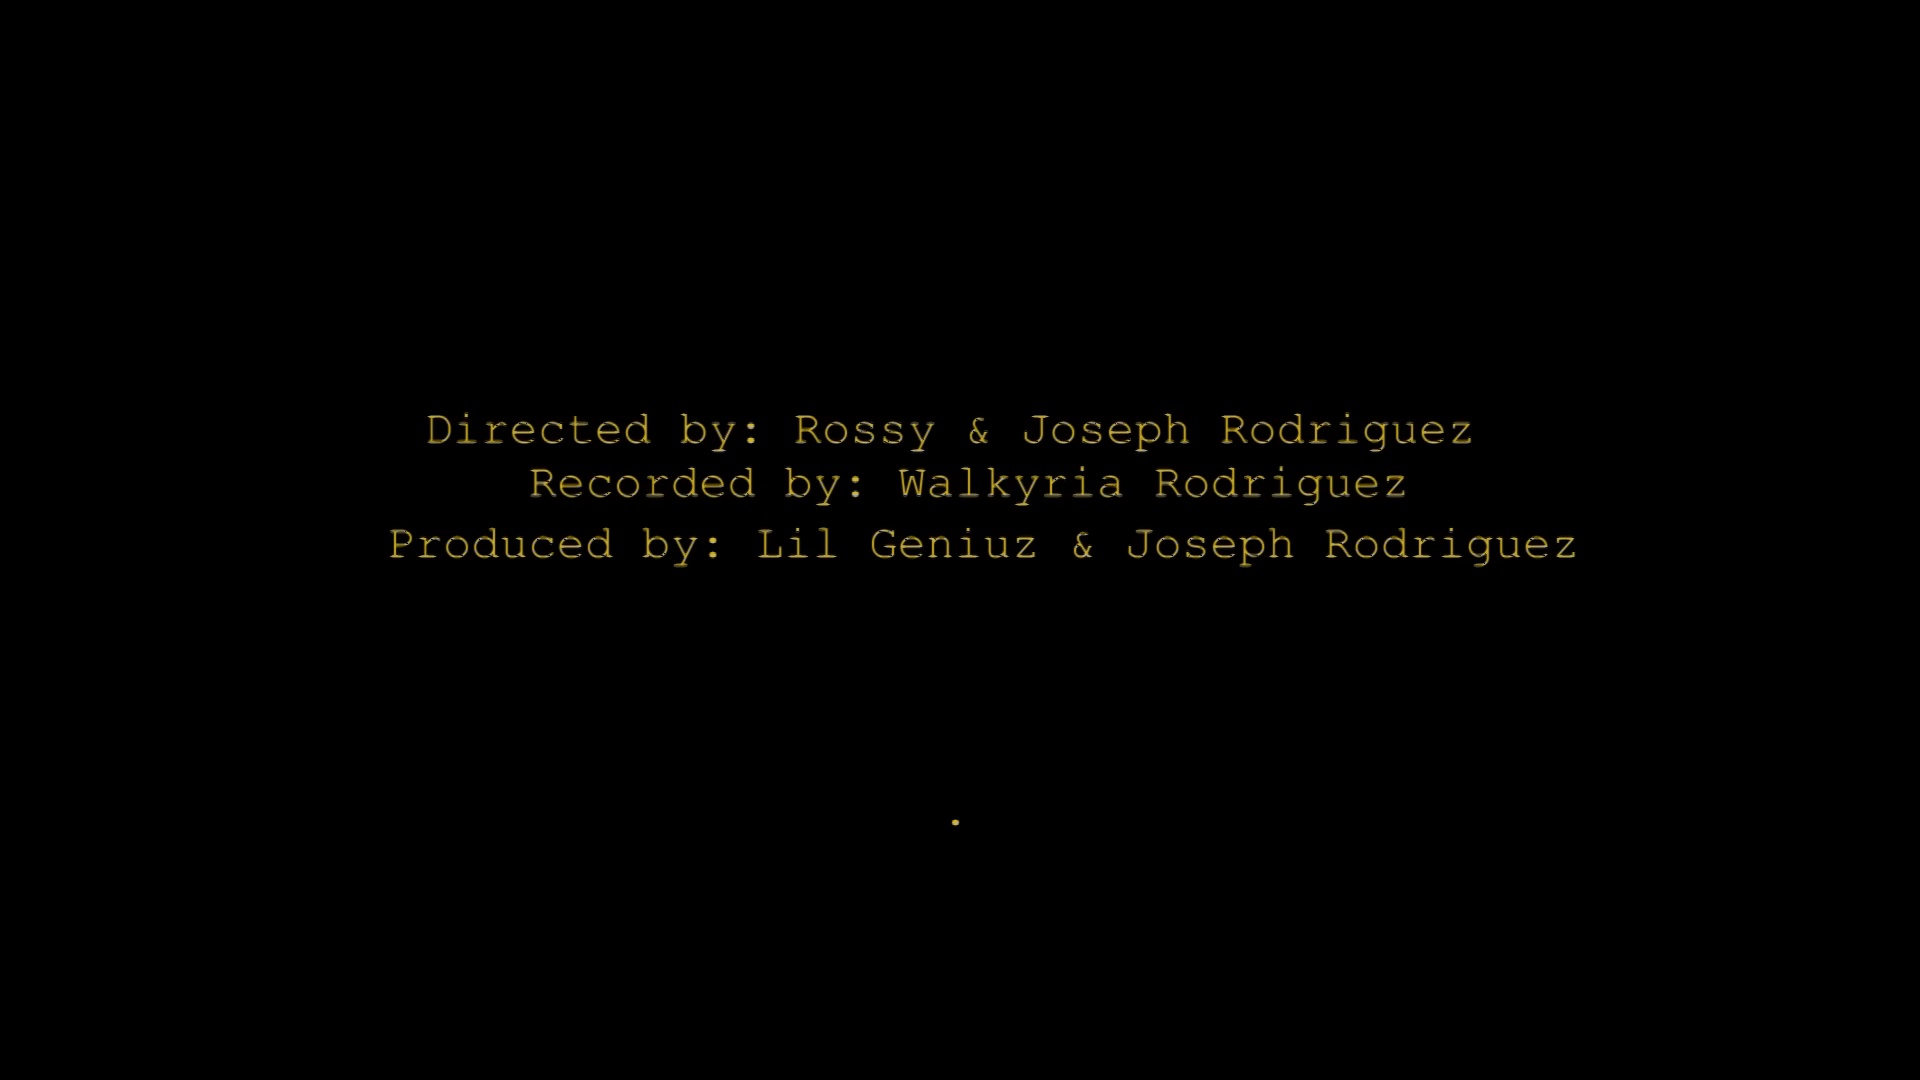 Directed by: Rossy & Joseph Rodriguez
Recorded by: Walkyria Rodriguez
Produced by: Lil Geniuz & Joseph Rodriguez
.